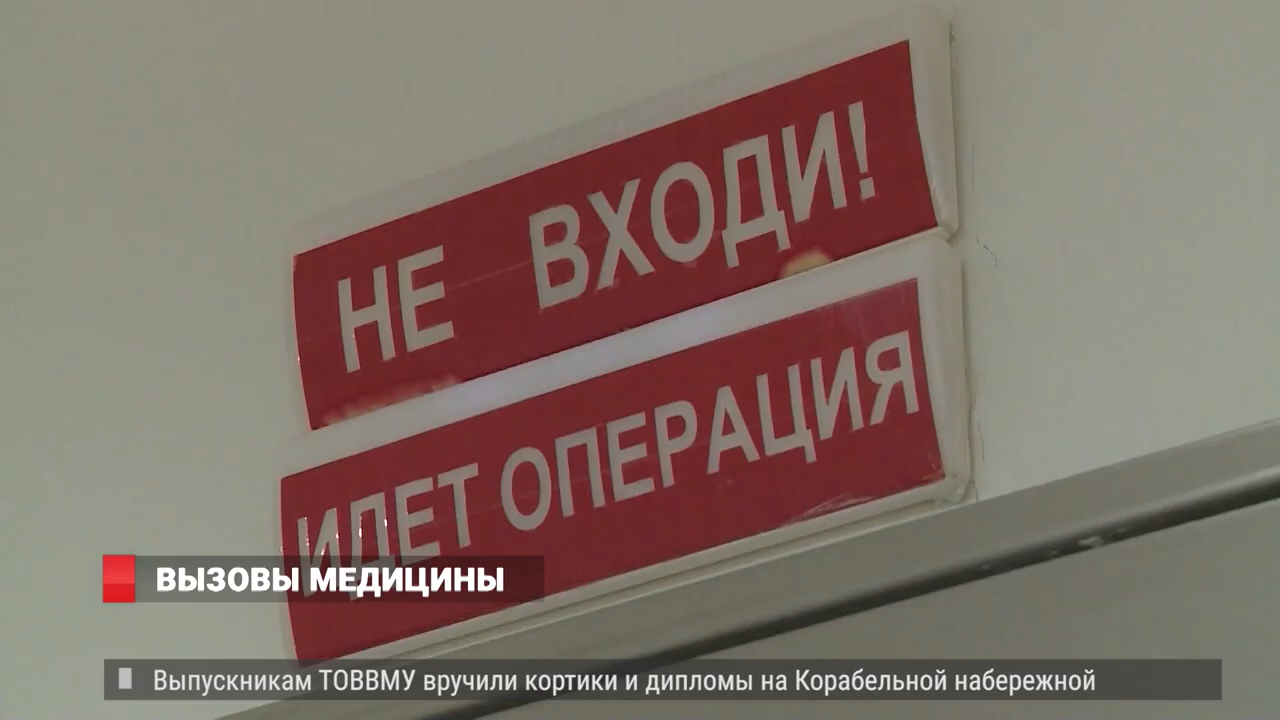 НЕ ВХОДИ!
ИДЕТ ОПЕРАЦИЯ
ВЫЗОВЫ МЕДИЦИНЫ
Выпускникам ТОВВМУ вручили кортики и дипломы на Корабельной набережной